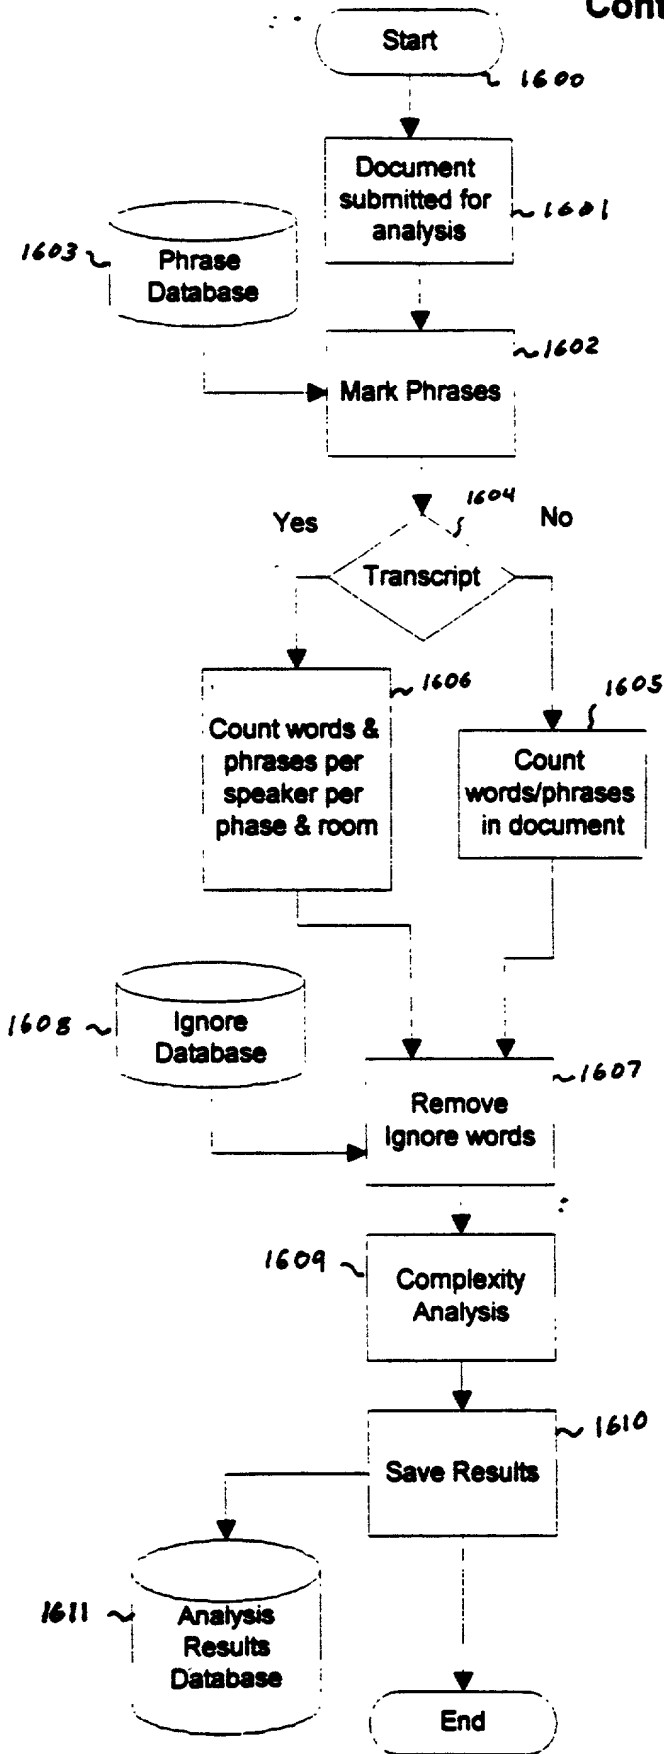 Cont
Start
1600
Document
submitted for
analysis
1601
1603
Phrase
Database
1602
Mark Phrases
1604
Yes
No
Transcript
1606
1605
Count words &
phrases per
speaker per
phase & room
Count
words/phrases
in document
1608
Ignore
Database
1607
Remove
Ignore words
1609
Complexity
Analysis
1610
Save Results
1611
Analysis
Results
Database
End